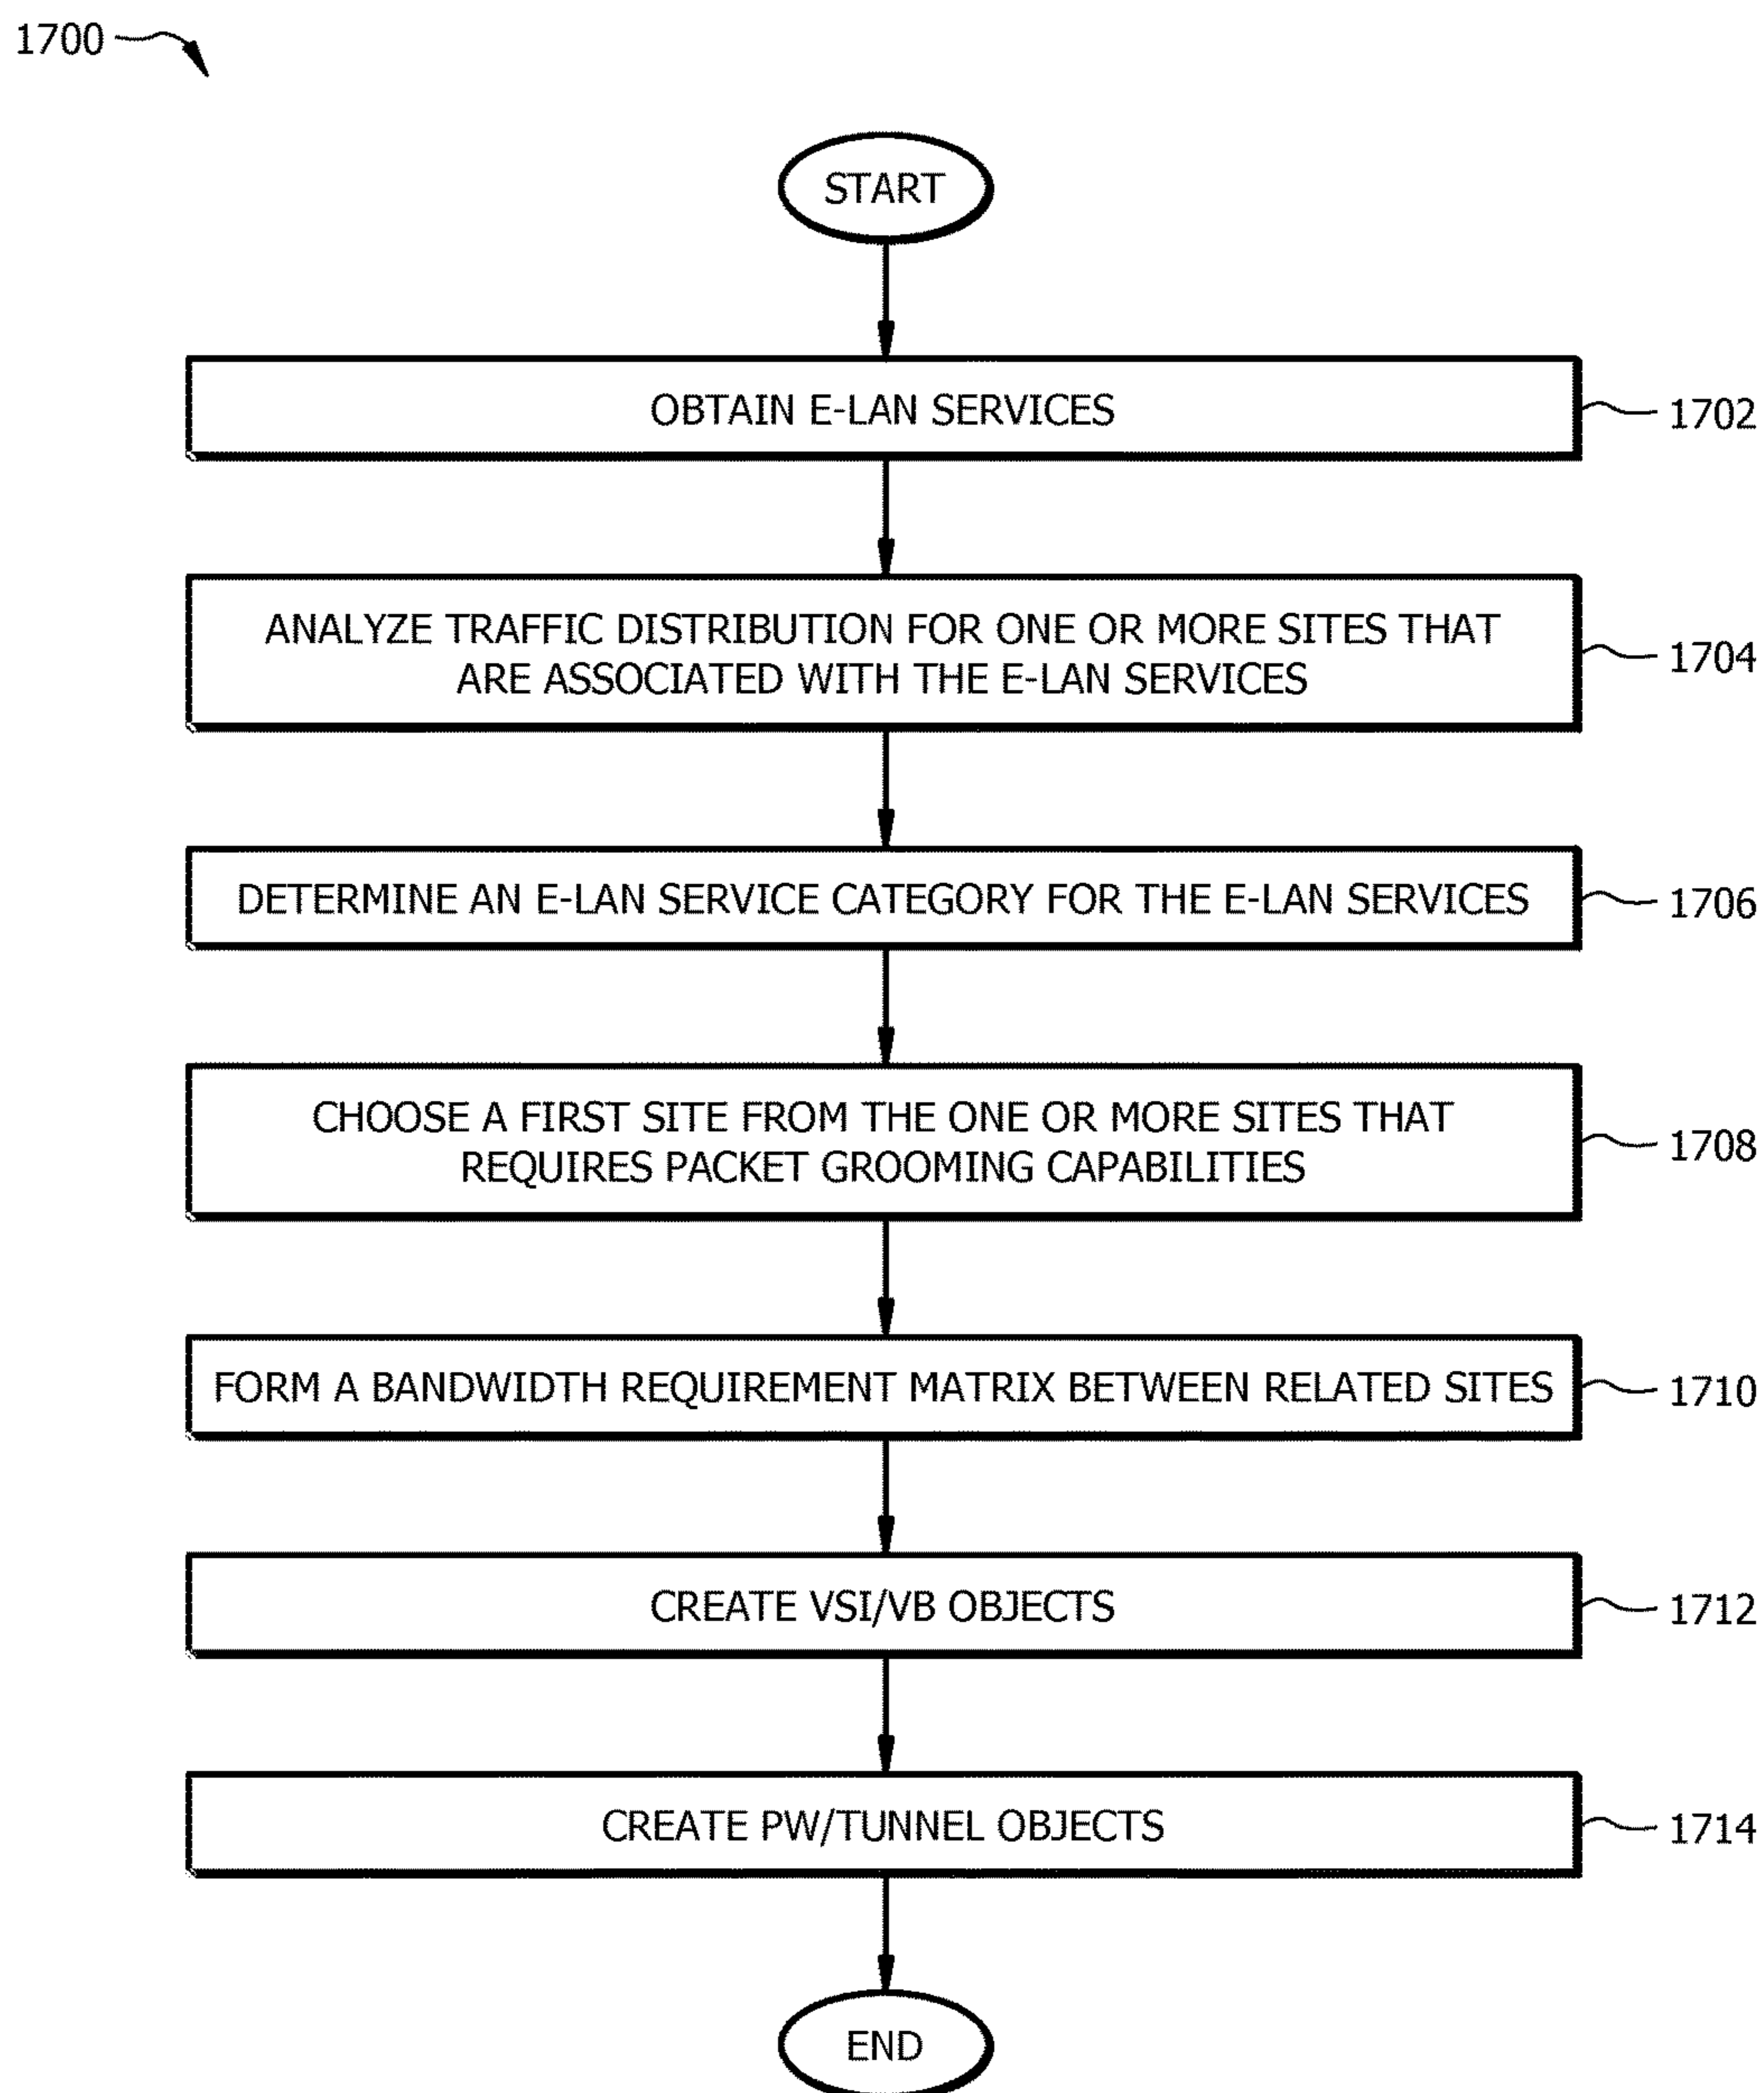 1700
START
OBTAIN E-LAN SERVICES
1702
ANALYZE TRAFFIC DISTRIBUTION FOR ONE OR MORE SITES THAT
ARE ASSOCIATED WITH THE E-LAN SERVICES
1704
DETERMINE AN E-LAN SERVICE CATEGORY FOR THE E-LAN SERVICES
1706
CHOOSE A FIRST SITE FROM THE ONE OR MORE SITES THAT
REQUIRES PACKET GROOMING CAPABILITIES
1708
FORM A BANDWIDTH REQUIREMENT MATRIX BETWEEN RELATED SITES
1710
CREATE VSI/VB OBJECTS
1712
CREATE PW/TUNNEL OBJECTS
1714
END